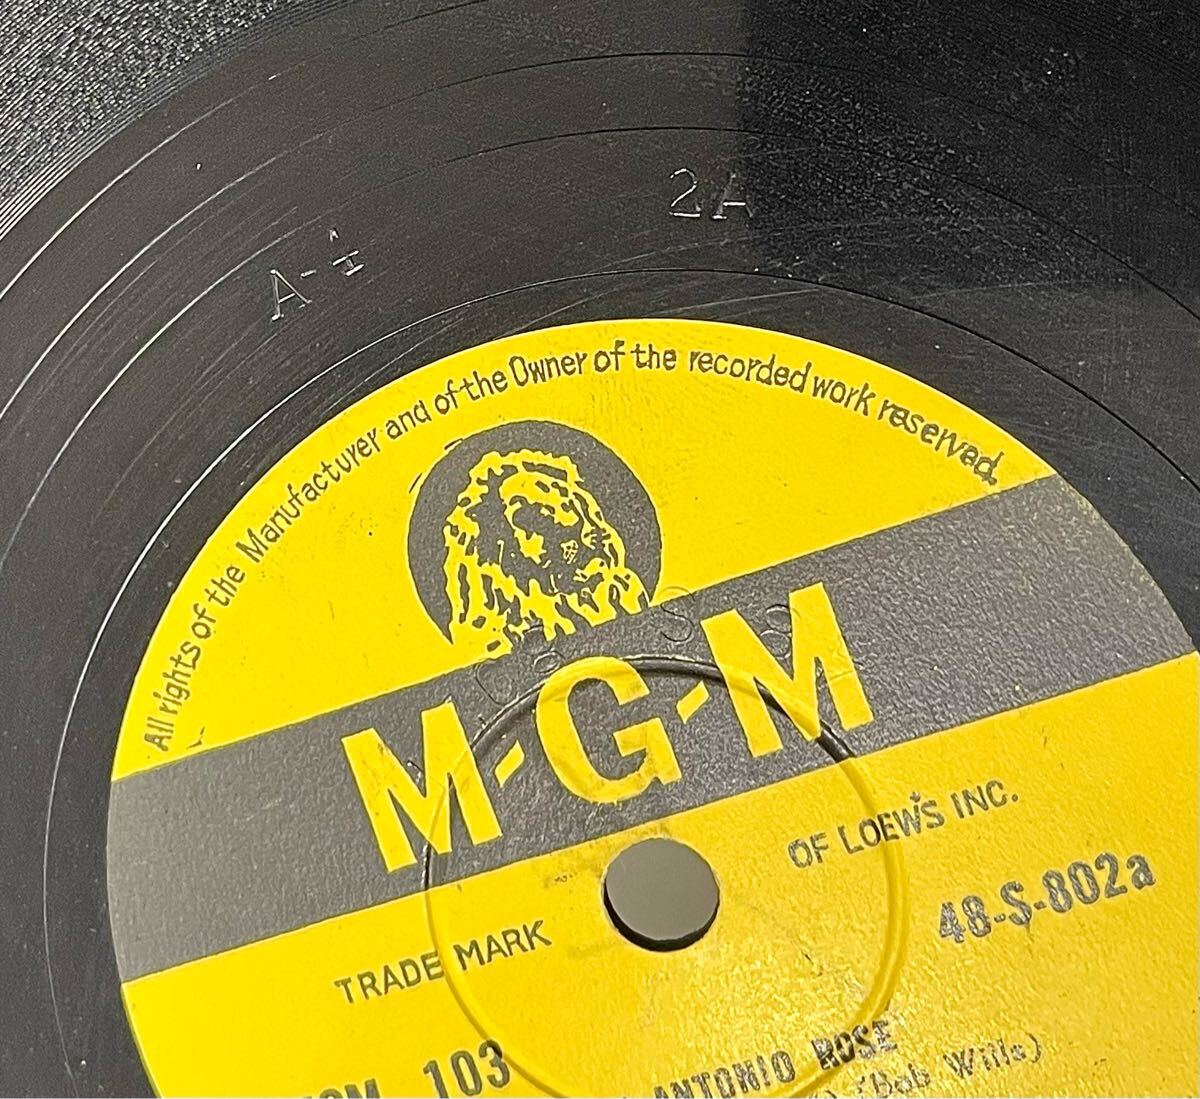 A-1
2A
All rights of the Manufacturer and of the Owner of the recorded work reserved.
M-G-M
OF LOEW'S INC.
TRADE MARK
48-S-802a
103
ANTONIO ROSE
(Bob Wills)